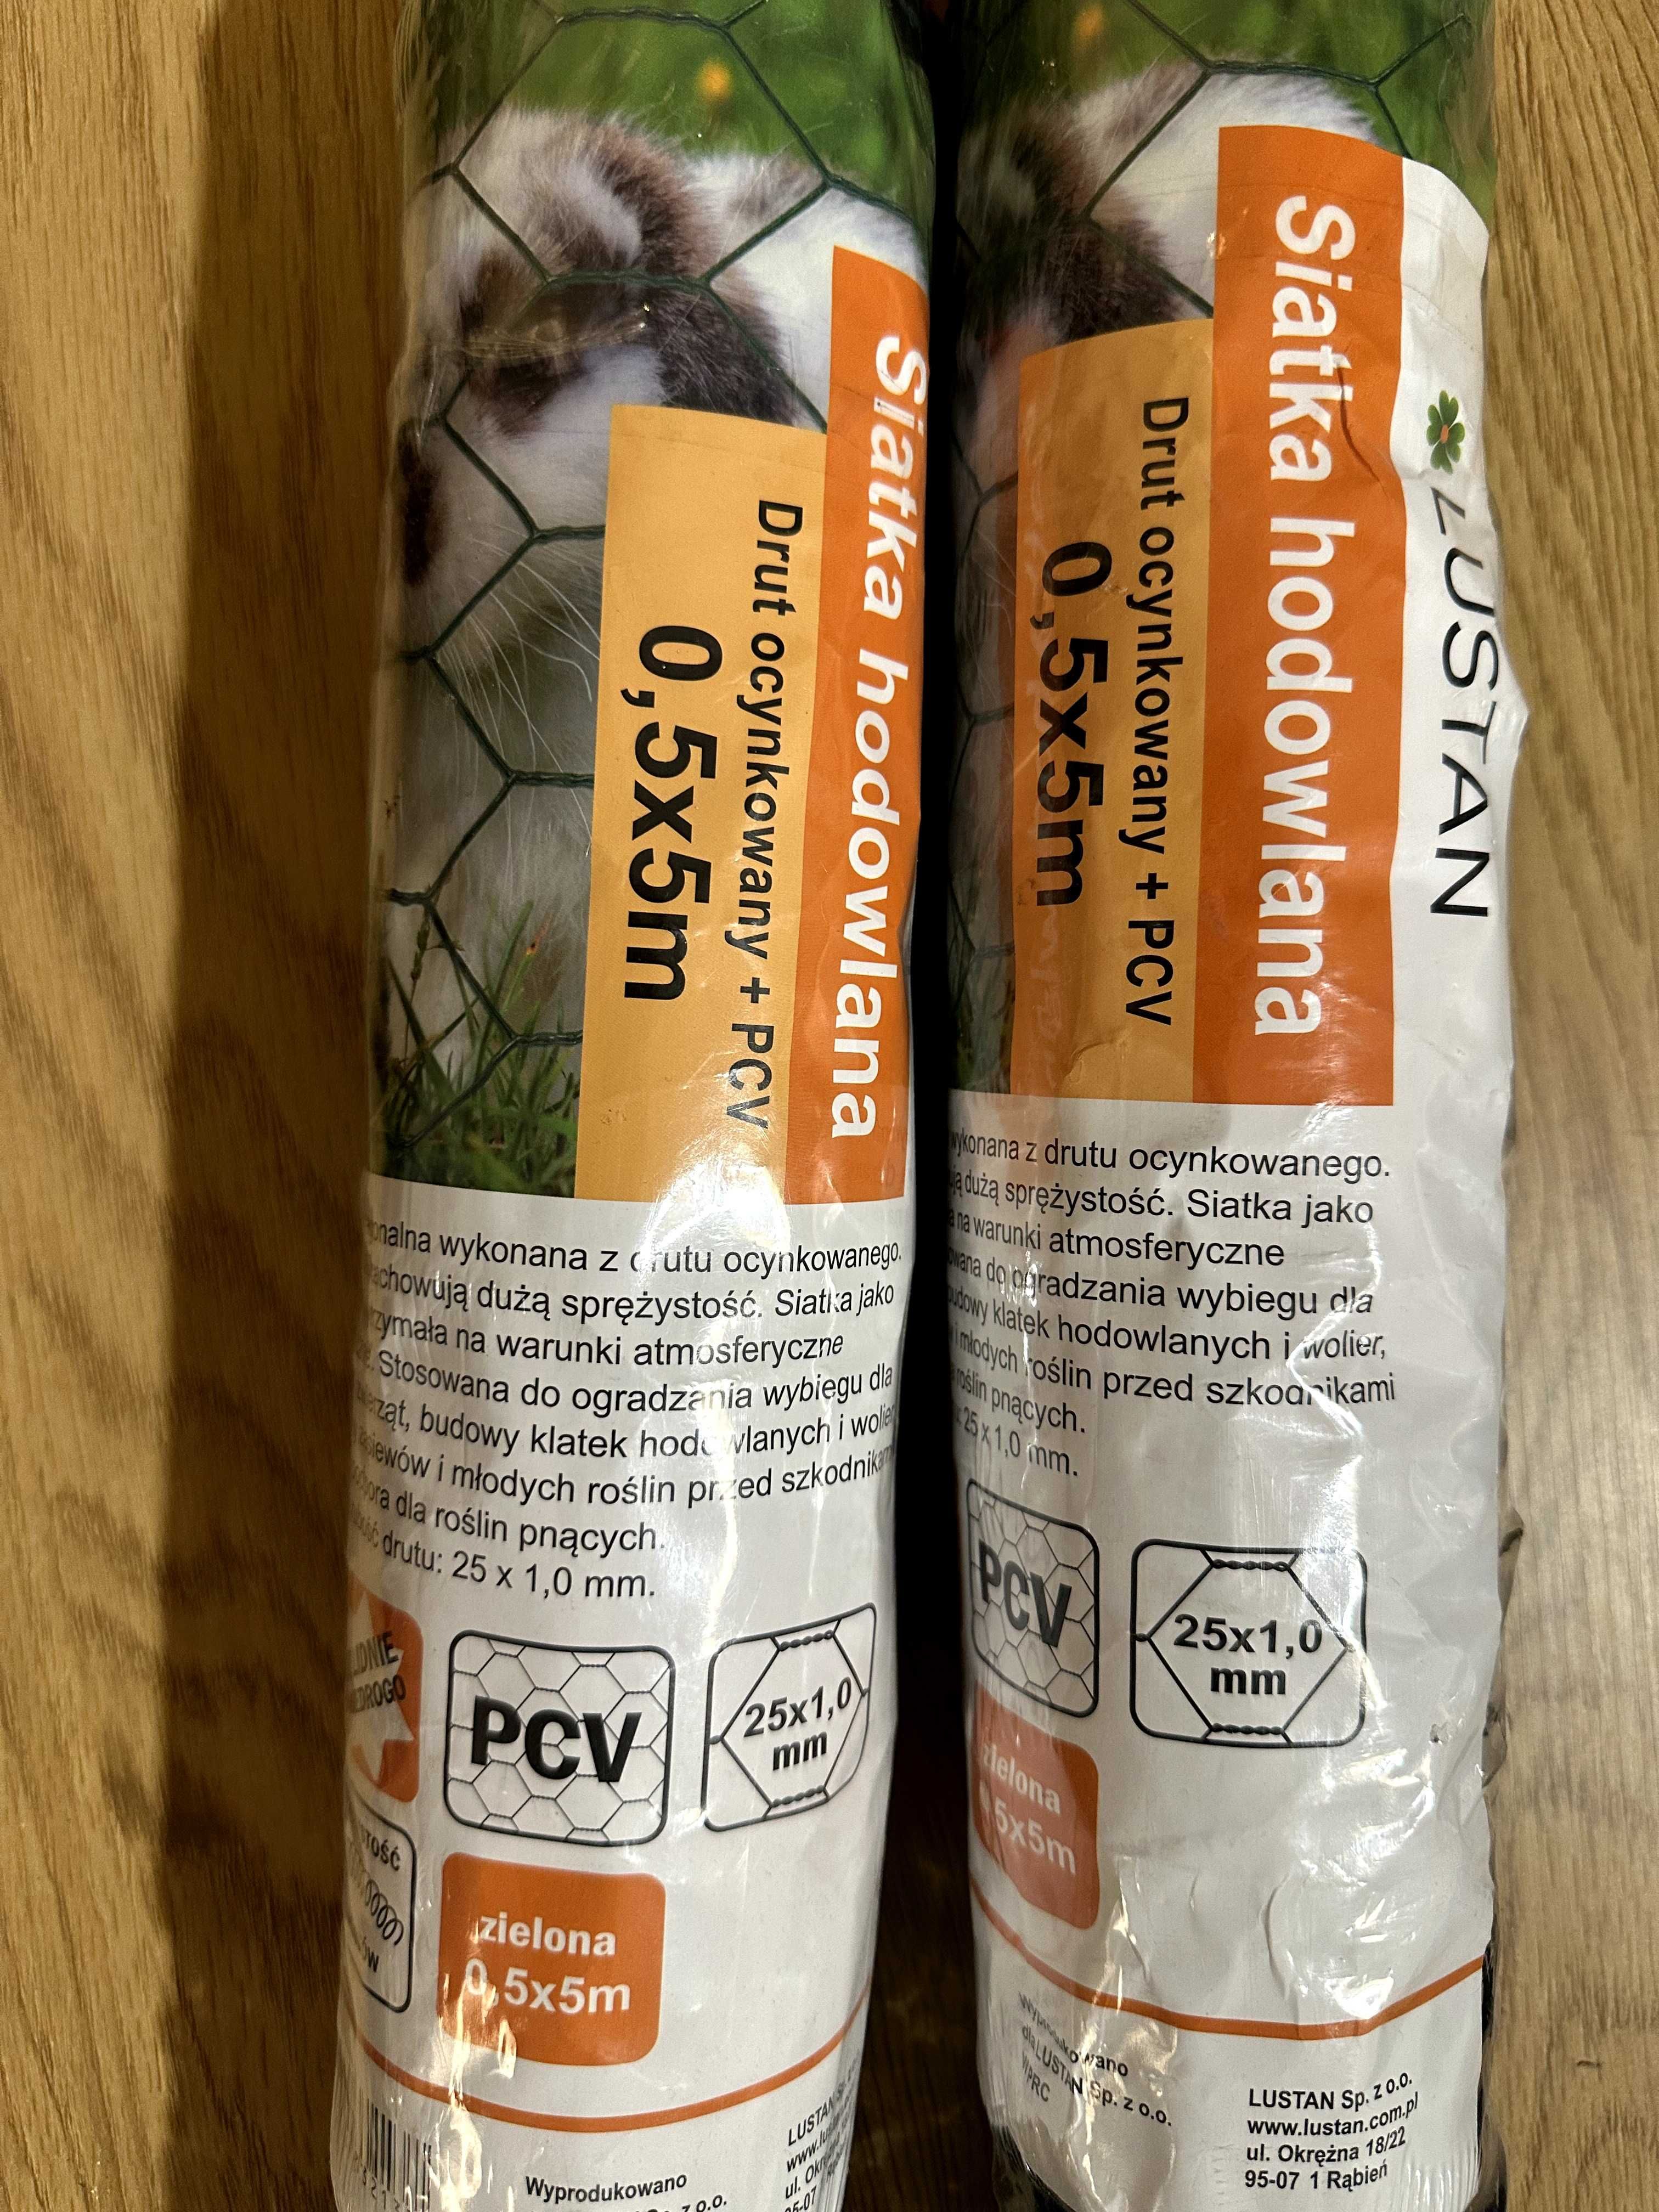 Siatka hodowlana
Drut ocynkowany + PCV
0,5x5m
wykonana z drutu ocynkowanego.
dużą sprężystość. Siatka jako
na warunki atmosferyczne
Stosowana do ogradzania wybiegu dla
budowy klatek hodowlanych i
i młodych roślin przed
dla roślin pnących.
drutu: 25 x 1,0 mm.
PCV
25x1,0
mm
zielona
0,5x5m
Wyprodukowano
LUSTAN
Siatka hodowlana
Drut ocynkowany + PCV
0,5x5m
wykonana z drutu ocynkowanego.
dużą sprężystość. Siatka jako
na warunki atmosferyczne
do ogradzania wybiegu dla
klatek hodowlanych i wolier,
i młodych roślin przed szkodnikami
roślin pnących.
25 x 1,0 mm.
PCV
25x1,0
mm
zielona
5x5m
Wyprodukowano
dla LUSTAN Sp. z o.o.
LUSTAN Sp. z o.o.
www.lustan.com.pl
ul. Okrężna 18/22
95-07 1 Rąbień